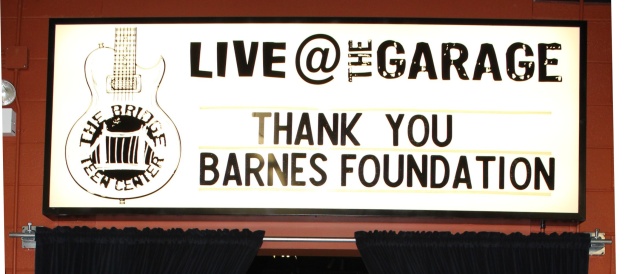 LIVE@THE GARAGE
THE BRIDGE
TEEN CENTER
THANK YOU
BARNES FOUNDATION